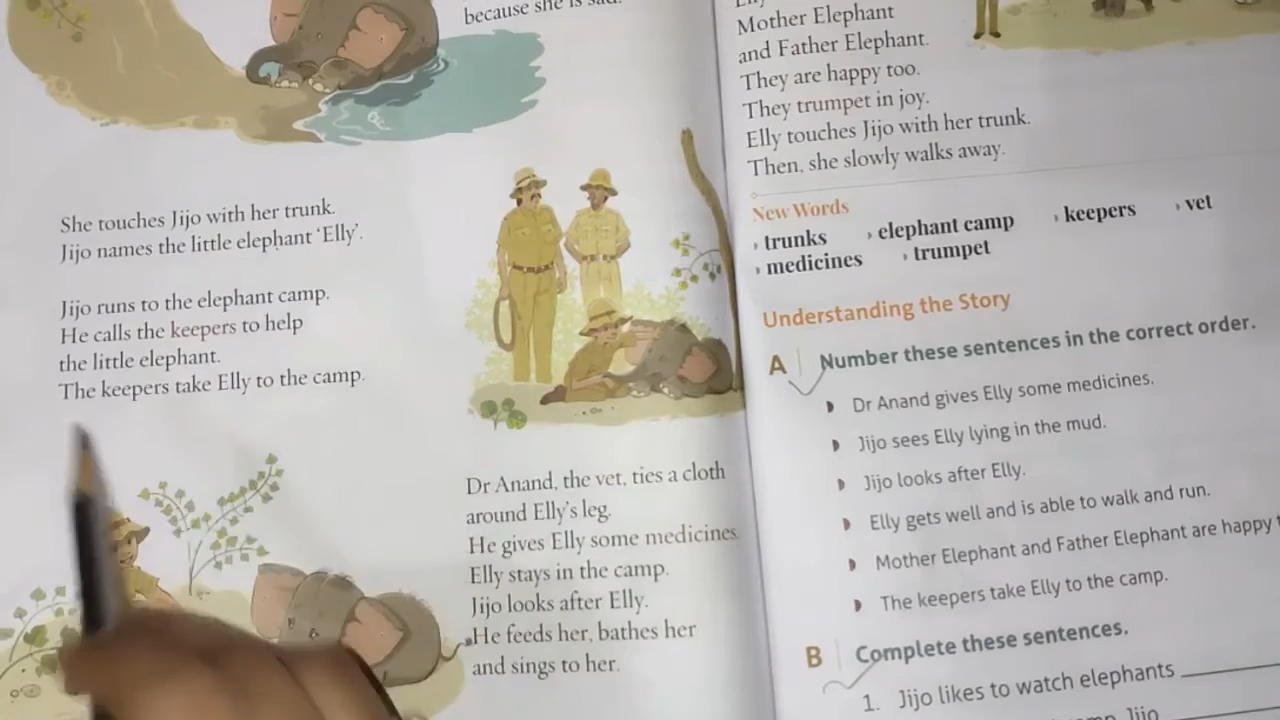 because she is sad.
She touches Jijo with her trunk.
Jijo names the little elephant ‘Elly’.
Jijo runs to the elephant camp.
He calls the keepers to help
the little elephant.
The keepers take Elly to the camp.
Dr Anand, the vet, ties a cloth
around Elly’s leg.
He gives Elly some medicines.
Elly stays in the camp.
Jijo looks after Elly.
He feeds her, bathes her
and sings to her.
Mother Elephant
and Father Elephant.
They are happy too.
They trumpet in joy.
Elly touches Jijo with her trunk.
Then, she slowly walks away.
New Words
trunks elephant camp keepers vet
medicines trumpet
Understanding the Story
A Number these sentences in the correct order.
Dr Anand gives Elly some medicines.
Jijo sees Elly lying in the mud.
Jijo looks after Elly.
Elly gets well and is able to walk and run.
Mother Elephant and Father Elephant are happy
The keepers take Elly to the camp.
B Complete these sentences.
1. Jijo likes to watch elephants
Jijo